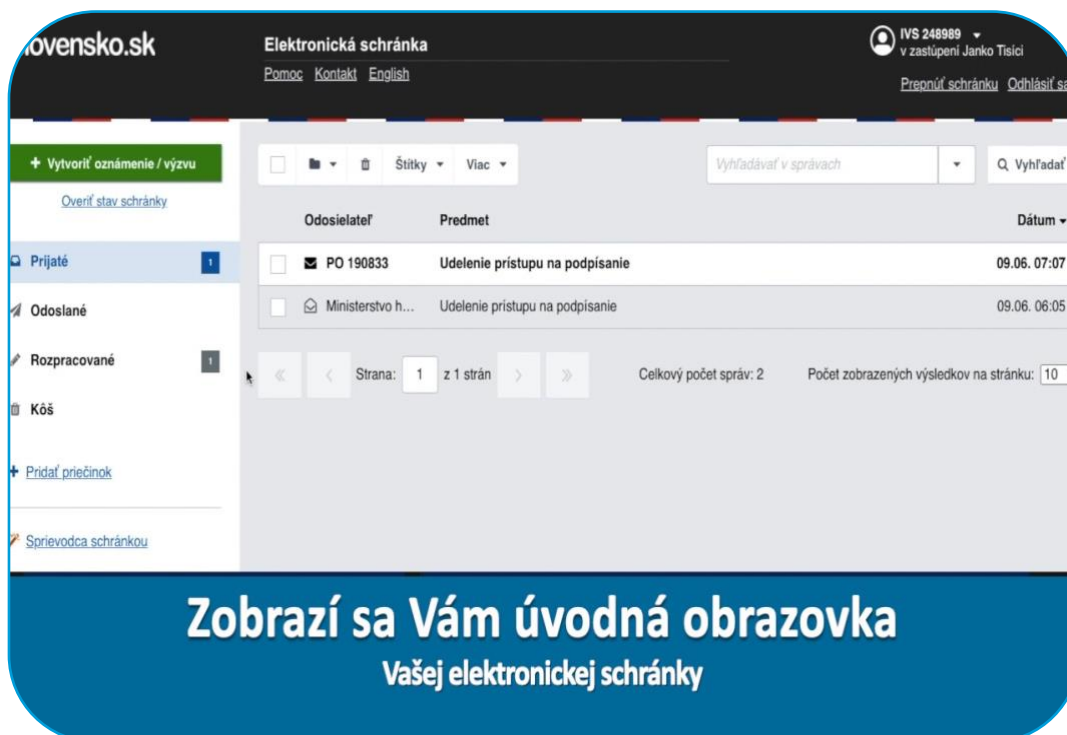 lovensko.sk
Elektronická schránka
Pomoc Kontakt English
IVS 248989
v zastúpení Janko Tisíci
Prepnúť schránku Odhlásiť sa
+ Vytvoriť oznámenie / výzvu
Overiť stav schránky
Prijaté 1
Odoslané
Rozpracované 1
Kôš
+ Pridať priečinok
Sprievodca schránkou
Štítky Viac
Vyhľadávať v správach
Vyhľadať
Odosielateľ Predmet Dátum
PO 190833 Udelenie prístupu na podpísanie 09.06. 07:07
Ministerstvo h... Udelenie prístupu na podpísanie 09.06. 06:05
Strana: 1 z 1 strán Celkový počet správ: 2 Počet zobrazených výsledkov na stránku: 10
Zobrazí sa Vám úvodná obrazovka
Vašej elektronickej schránky